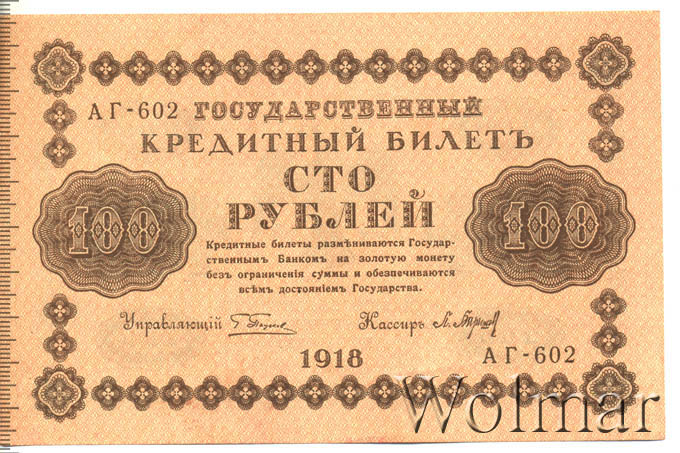 АГ-602 ГОСУДАРСТВЕННЫЙ
КРЕДИТНЫЙ БИЛЕТЪ
СТО
РУБЛЕЙ
100
100
Кредитные билеты размѣниваются Государ-
ственнымъ Банкомъ на золотую монету
безъ ограниченія суммы и обезпечиваются
всѣмъ достояніемъ Государства.
Управляющій
Кассиръ
1918
АГ-602
Wolmar